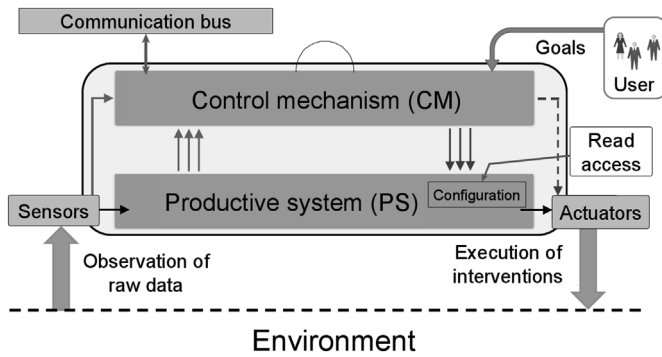 Communication bus
Goals
User
Control mechanism (CM)
Read
access
Configuration
Productive system (PS)
Sensors
Actuators
Observation of
raw data
Execution of
interventions
Environment